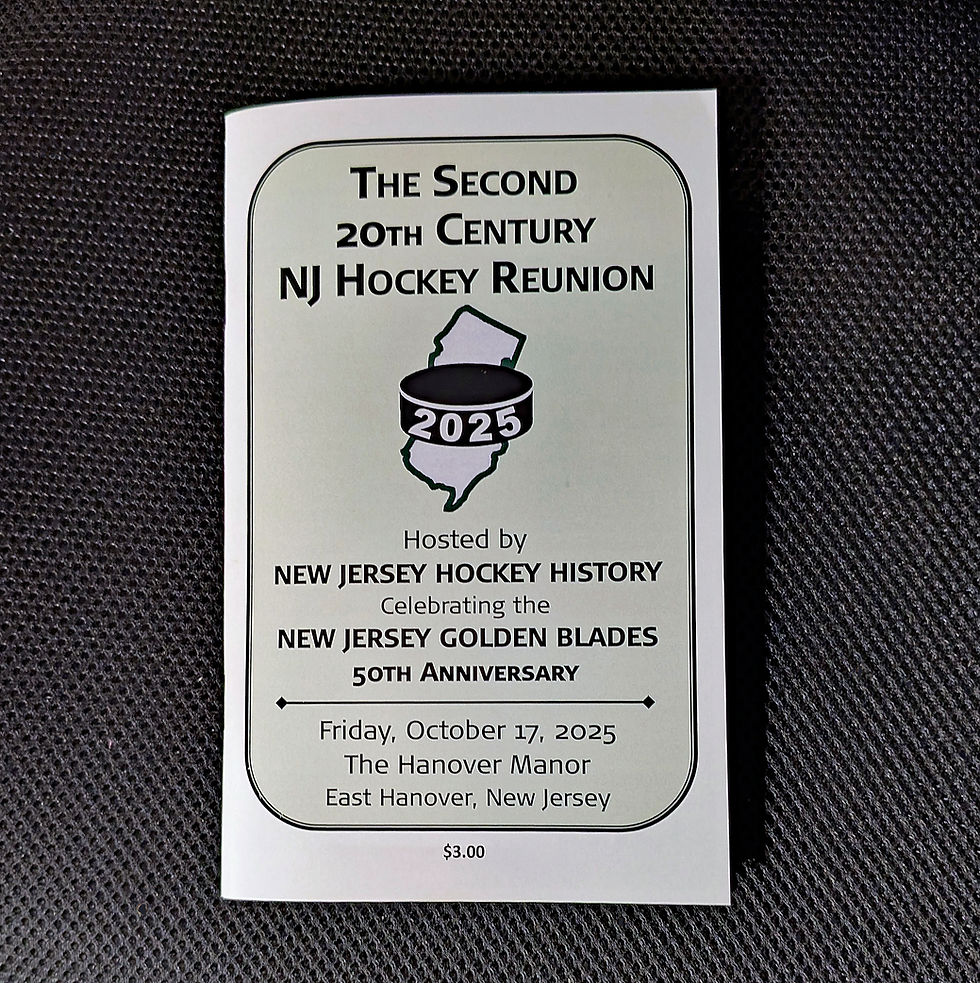 The Second
20th Century
NJ Hockey Reunion
2025
Hosted by
NEW JERSEY HOCKEY HISTORY
Celebrating the
NEW JERSEY GOLDEN BLADES
50th Anniversary
Friday, October 17, 2025
The Hanover Manor
East Hanover, New Jersey
$3.00